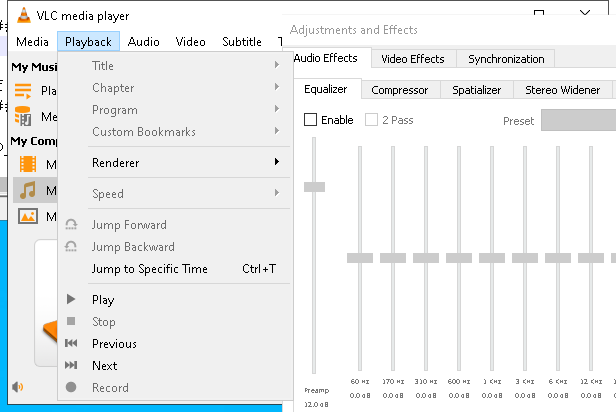 VLC media player
Media Playback Audio Video Subtitle
My Musi
Me
My Comp
M
M
M
Title
Chapter
Program
Custom Bookmarks
Renderer
Speed
Jump Forward
Jump Backward
Jump to Specific Time Ctrl+T
Play
Stop
Previous
Next
Record
Adjustments and Effects
Audio Effects Video Effects Synchronization
Equalizer Compressor Spatializer Stereo Widener
Enable 2 Pass Preset
60 Hz 170 Hz 310 Hz 600 Hz 1 KHz 3 KHz 6 KHz 12 KHz
Preamp 0.0 dB 0.0 dB 0.0 dB 0.0 dB 0.0 dB 0.0 dB 0.0 dB 0.0 dB
12.0 dB